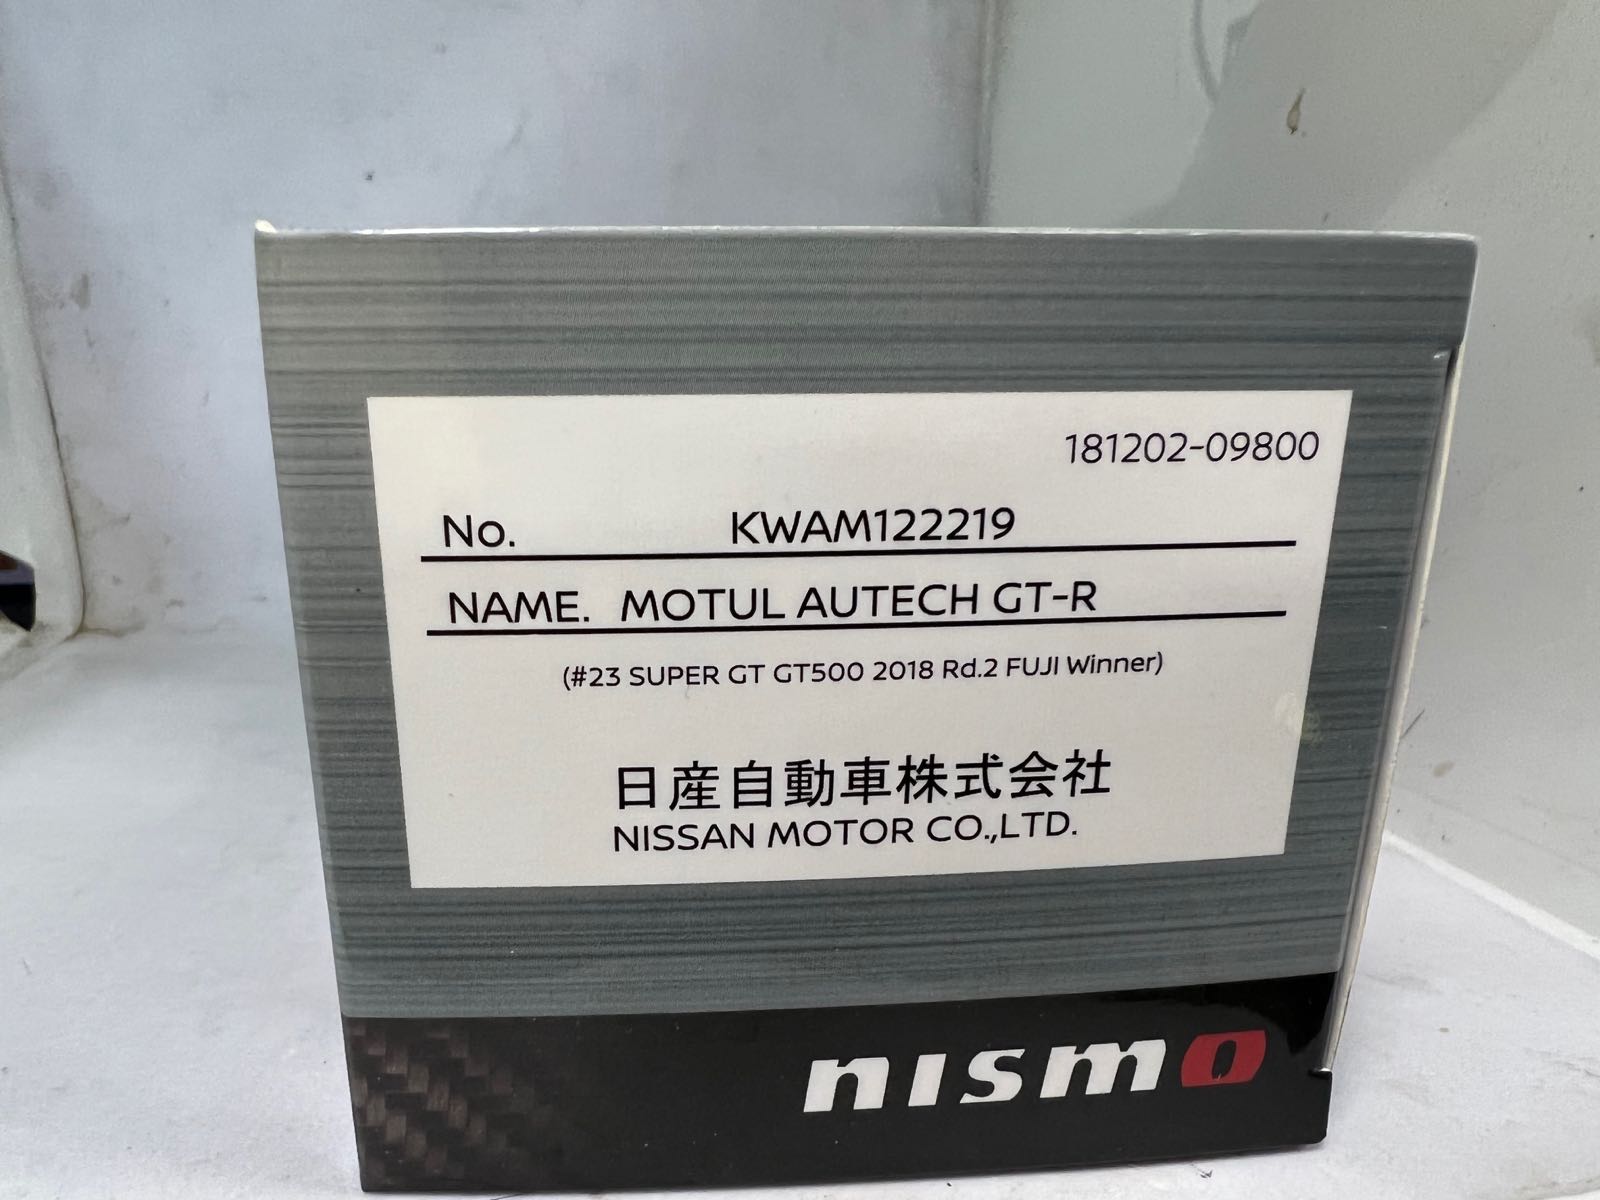 181202-09800
No. KWAM122219
NAME. MOTUL AUTECH GT-R
(#23 SUPER GT GT500 2018 Rd.2 FUJI Winner)
日産自動車株式会社
NISSAN MOTOR CO.,LTD.
nismo